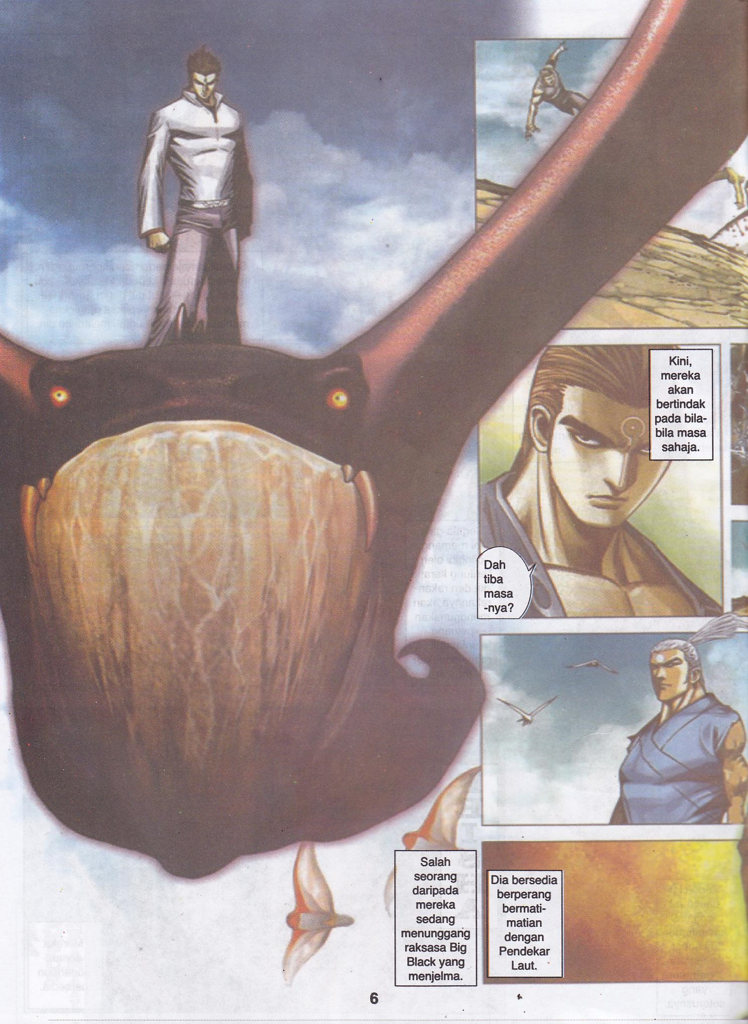 Kini,
mereka
akan
bertindak
pada bila-
bila masa
sahaja.
Dah
tiba
masa
-nya?
Salah
seorang
daripada
mereka
sedang
menunggang
raksasa Big
Black yang
menjelma.
Dia bersedia
berperang
bermati-
matian
dengan
Pendekar
Laut.
6